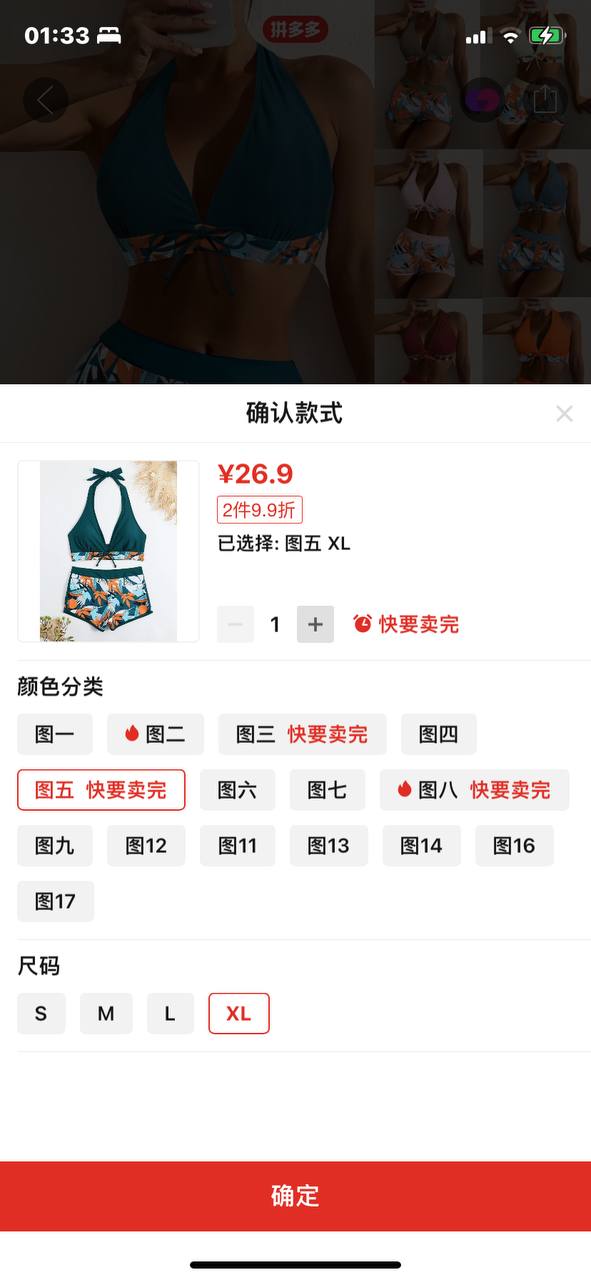 01:33
拼多多
确认款式
¥26.9
2件9.9折
已选择: 图五 XL
1 快要卖完
颜色分类
图一 图二 图三 快要卖完 图四
图五 快要卖完 图六 图七 图八 快要卖完
图九 图12 图11 图13 图14 图16
图17
尺码
S M L XL
确定